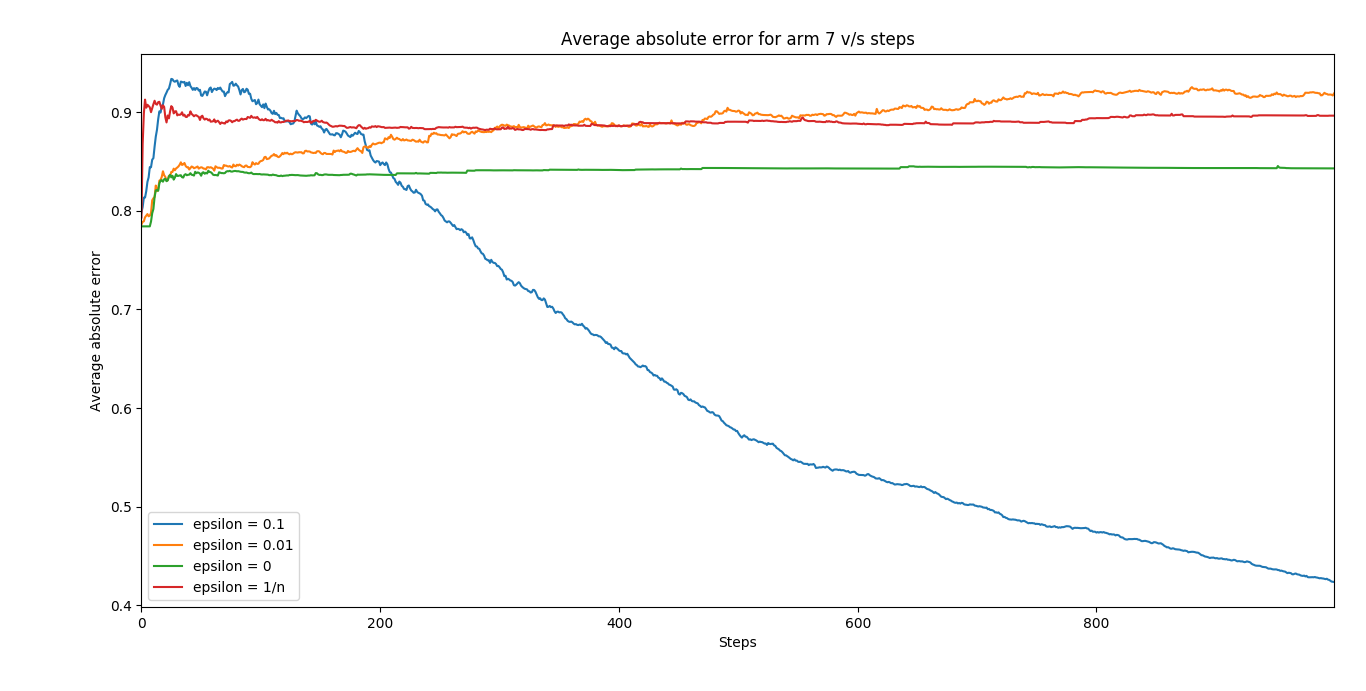 Average absolute error for arm 7 v/s steps
Average absolute error
0.9
0.8
0.7
0.6
0.5
0.4
epsilon = 0.1
epsilon = 0.01
epsilon = 0
epsilon = 1/n
0
200
400
600
800
Steps